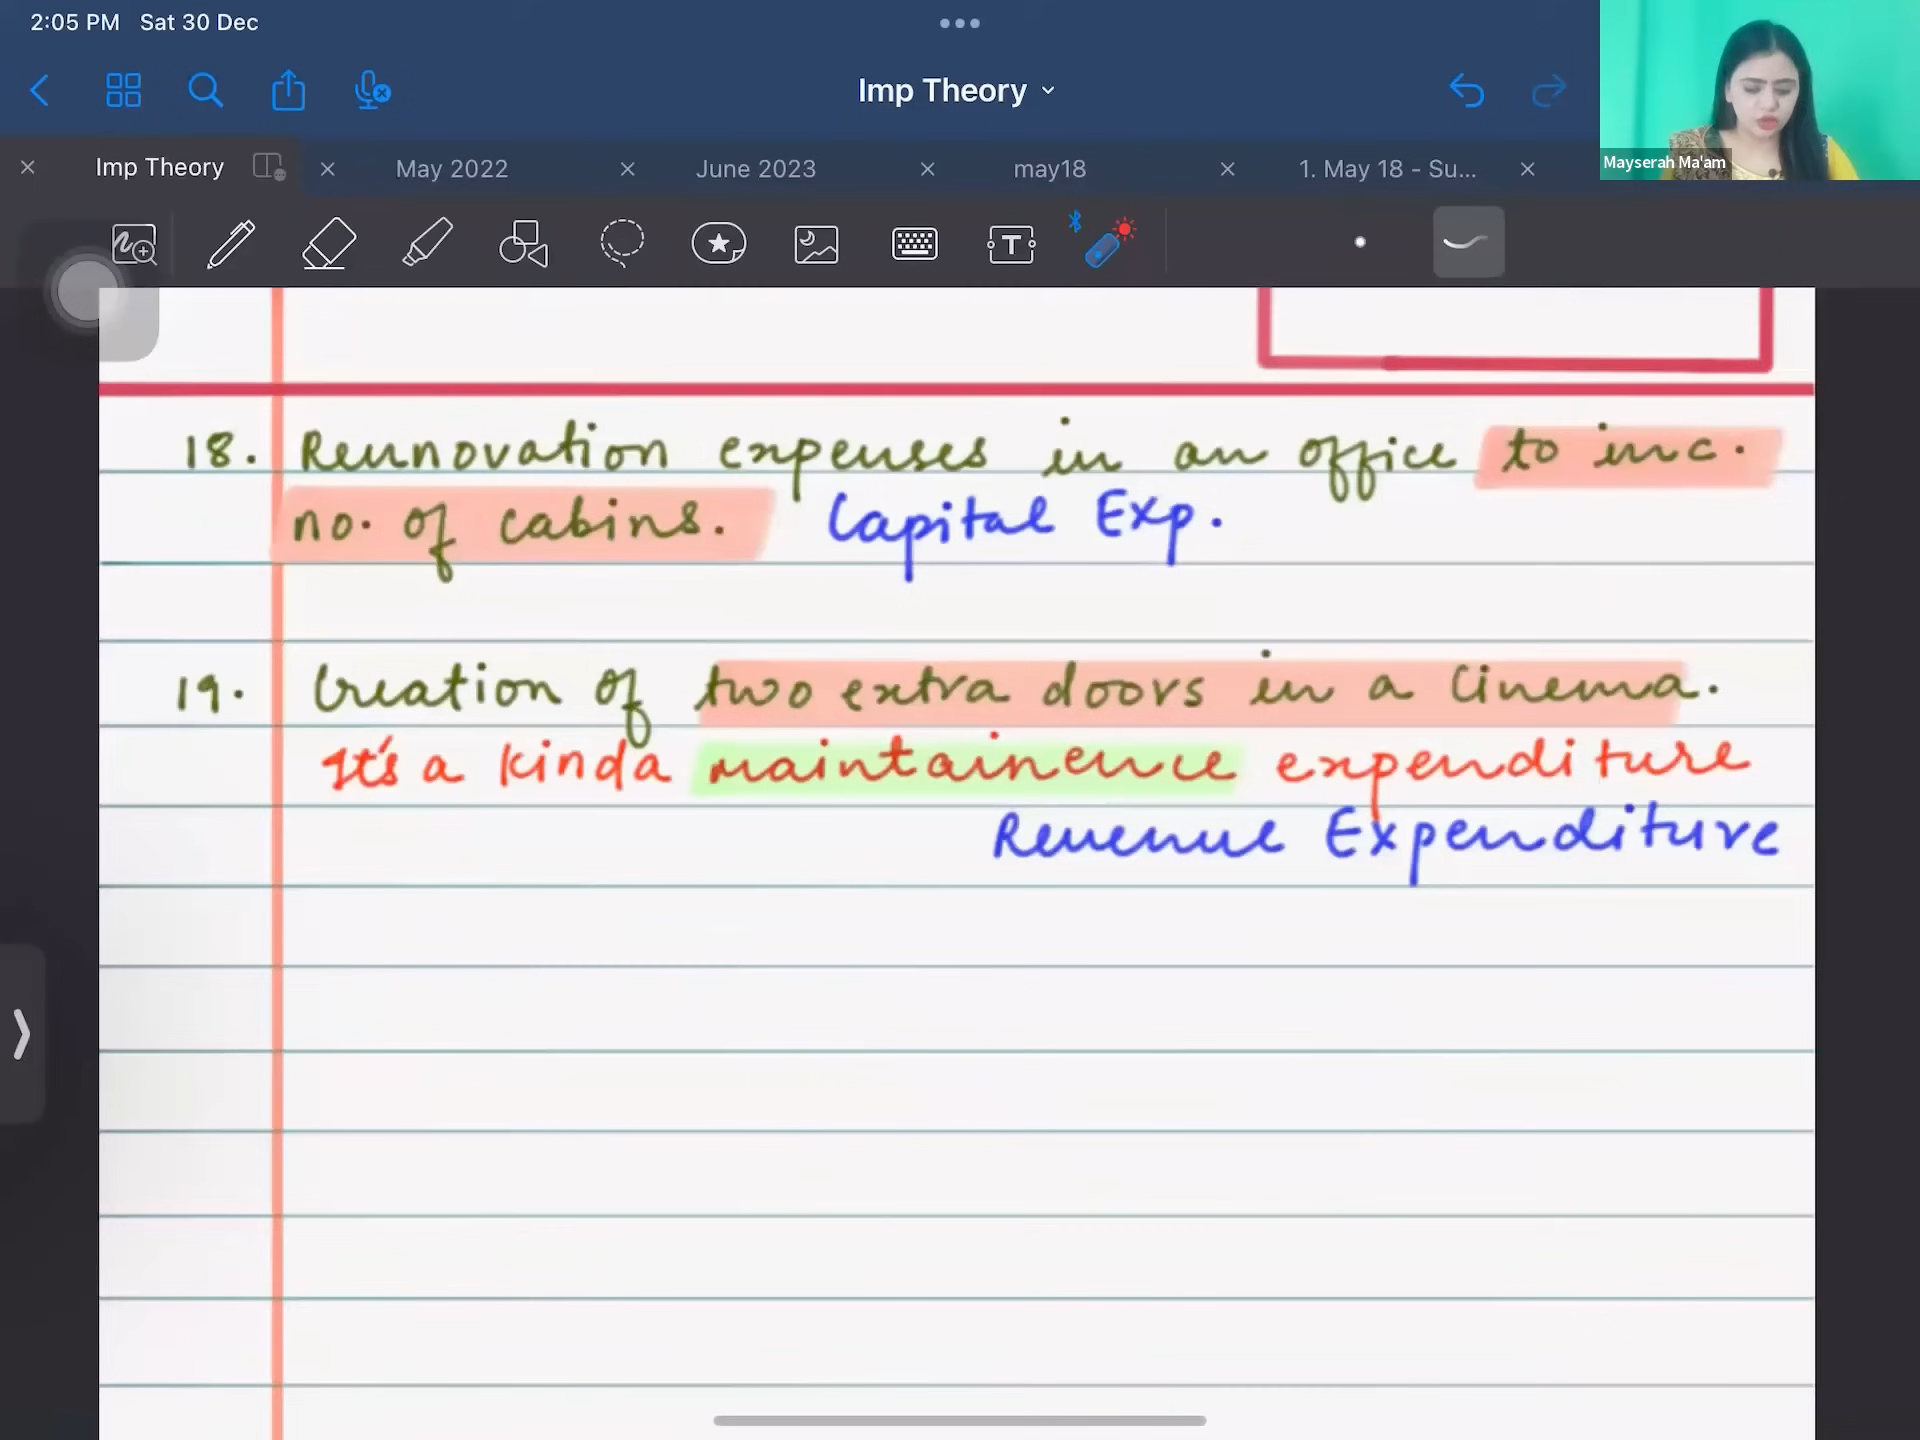 2:05 PM Sat 30 Dec
Imp Theory
Imp Theory May 2022 June 2023 may18 1. May 18 - Su...
Mayserah Ma'am
T
18. Rennovation expenses in an office to inc.
no. of cabins. Capital Exp.
19. Creation of two extra doors in a Cinema.
It's a kinda maintainence expenditure
Revenue Expenditure